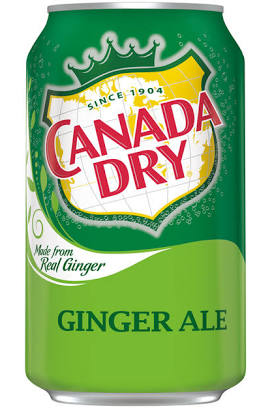 SINCE 1904
CANADA
DRY
Made from
Real Ginger
GINGER ALE